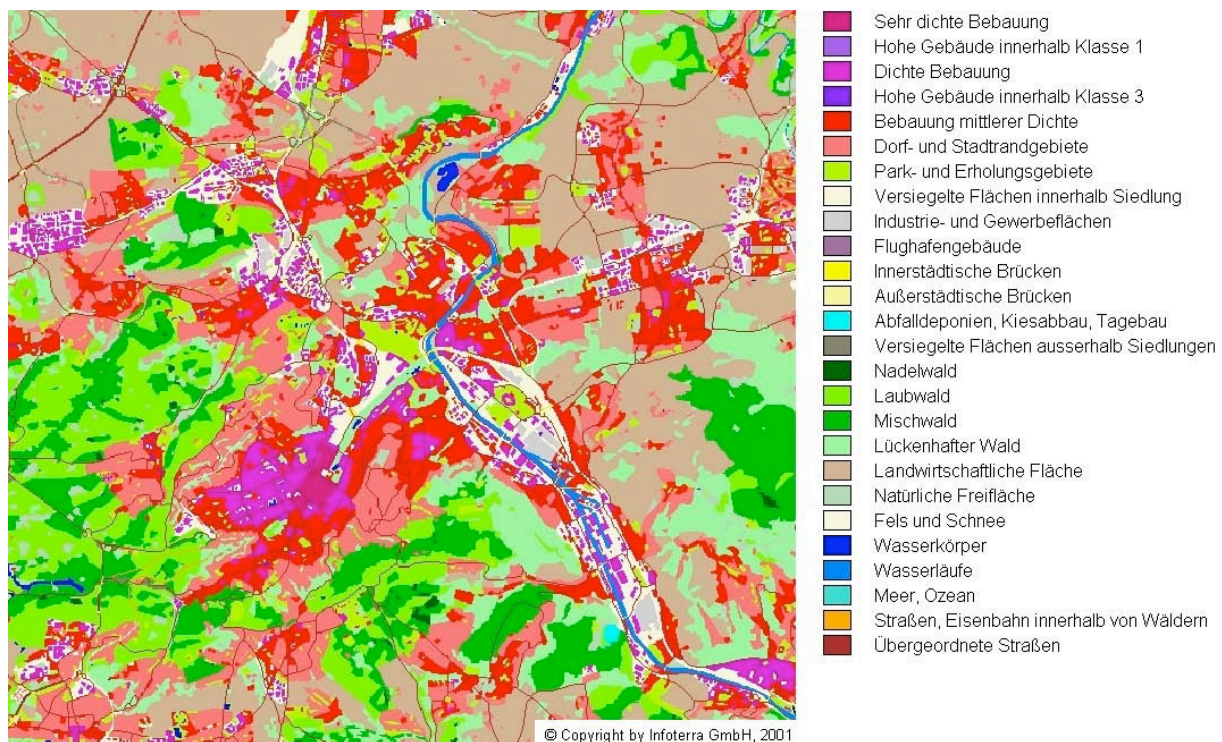 Sehr dichte Bebauung
Hohe Gebäude innerhalb Klasse 1
Dichte Bebauung
Hohe Gebäude innerhalb Klasse 3
Bebauung mittlerer Dichte
Dorf- und Stadtrandgebiete
Park- und Erholungsgebiete
Versiegelte Flächen innerhalb Siedlung
Industrie- und Gewerbeflächen
Flughafengebäude
Innerstädtische Brücken
Außerstädtische Brücken
Abfalldeponien, Kiesabbau, Tagebau
Versiegelte Flächen ausserhalb Siedlungen
Nadelwald
Laubwald
Mischwald
Lückenhafter Wald
Landwirtschaftliche Fläche
Natürliche Freifläche
Fels und Schnee
Wasserkörper
Wasserläufe
Meer, Ozean
Straßen, Eisenbahn innerhalb von Wäldern
Übergeordnete Straßen
© Copyright by Infoterra GmbH, 2001